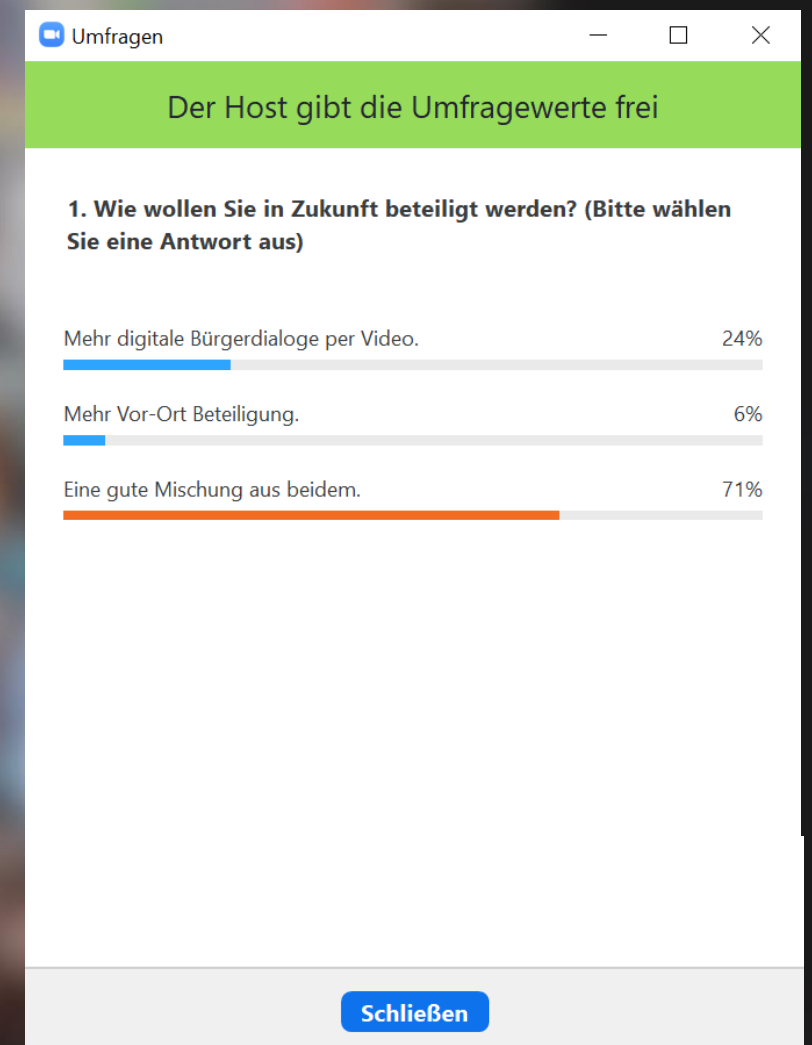 Umfragen
Der Host gibt die Umfragewerte frei
1. Wie wollen Sie in Zukunft beteiligt werden? (Bitte wählen
Sie eine Antwort aus)
Mehr digitale Bürgerdialoge per Video. 24%
Mehr Vor-Ort Beteiligung. 6%
Eine gute Mischung aus beidem. 71%
Schließen